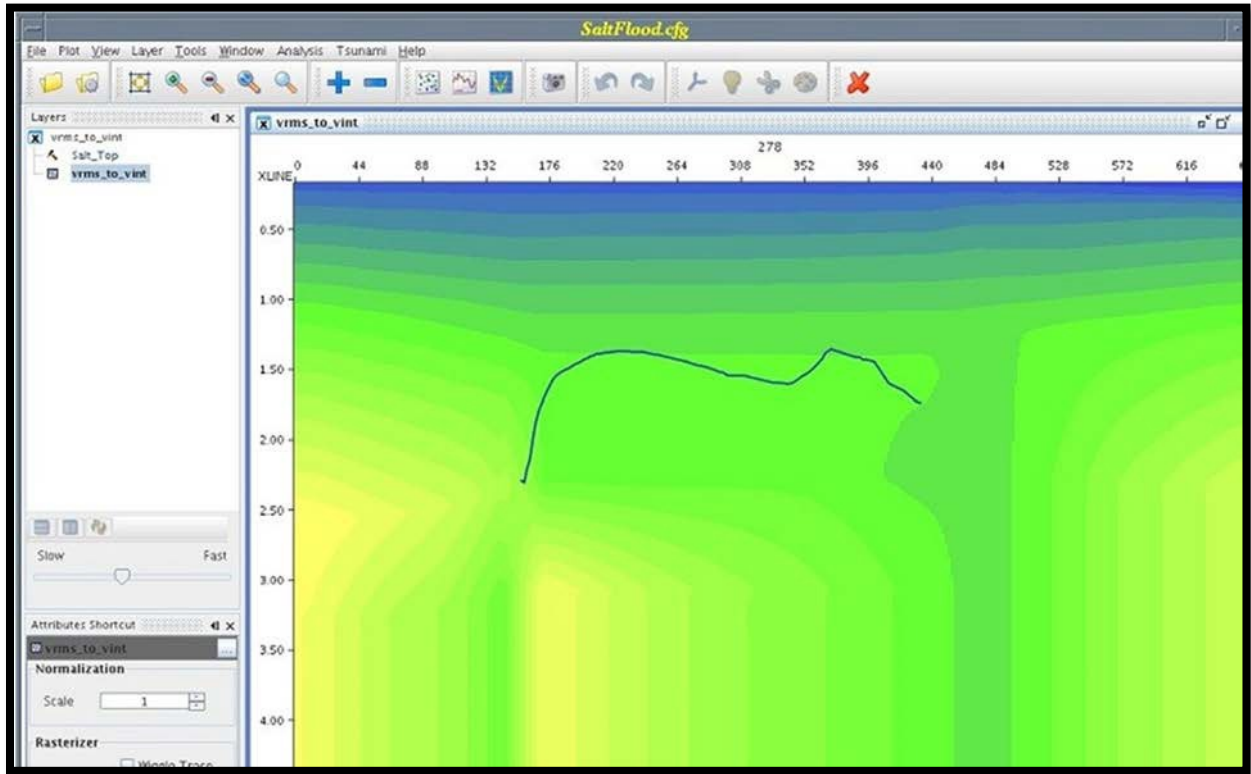 SaltFlood.cfg
File Plot View Layer Tools Window Analysis Tsunami Help
Layers
vrms_to_vint
Salt_Top
vrms_to_vint
Slow Fast
Attributes Shortcut
vrms_to_vint
...
Normalization
Scale 1
Rasterizer
Wiggle Trace
vrms_to_vint
278
XLINE 0 44 88 132 176 220 264 308 352 396 440 484 528 572 616
0.50
1.00
1.50
2.00
2.50
3.00
3.50
4.00